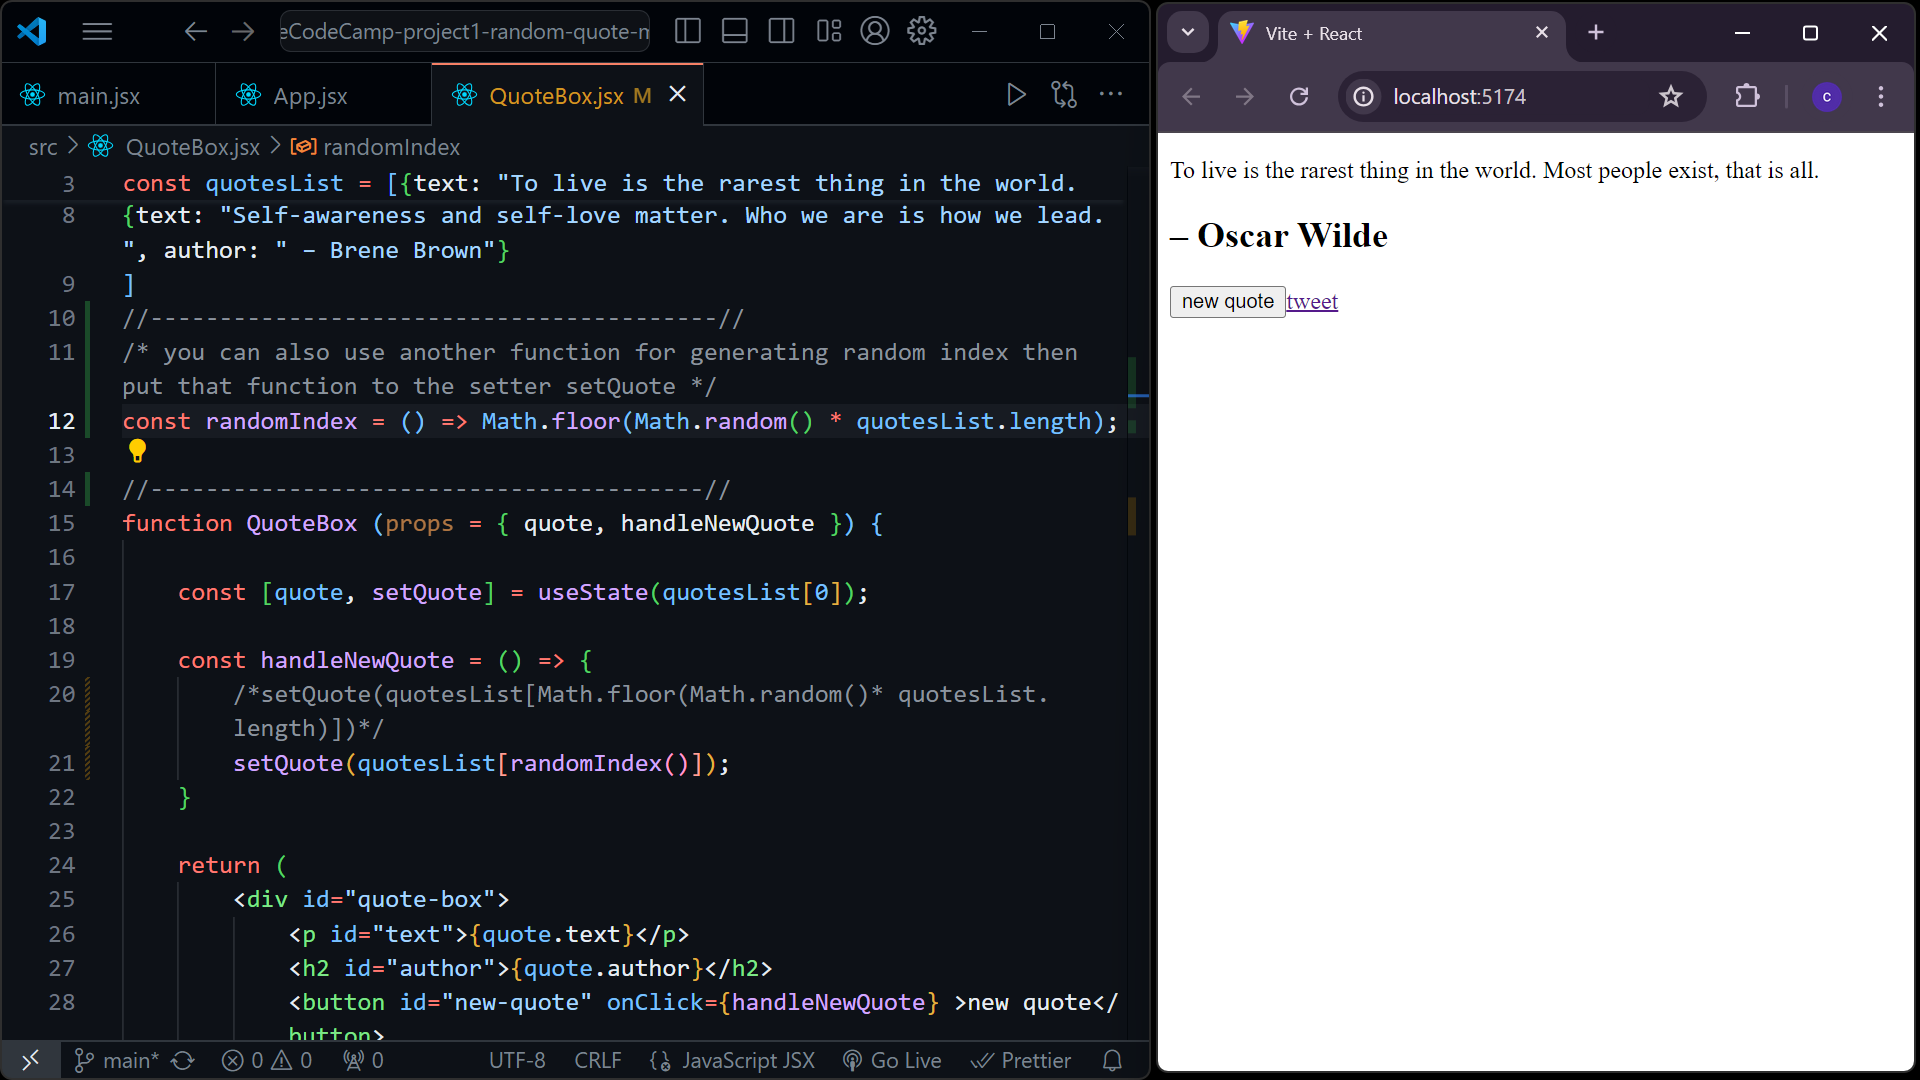 eCodeCamp-project1-random-quote-m
main.jsx
App.jsx
QuoteBox.jsx M
src > QuoteBox.jsx > randomIndex
3 const quotesList = [{text: "To live is the rarest thing in the world.
8 {text: "Self-awareness and self-love matter. Who we are is how we lead.
", author: " – Brene Brown"}
9 ]
10 //-----------------------------------------//
11 /* you can also use another function for generating random index then
put that function to the setter setQuote */
12 const randomIndex = () => Math.floor(Math.random() * quotesList.length);
13
14 //----------------------------------------//
15 function QuoteBox (props = { quote, handleNewQuote }) {
16
17 const [quote, setQuote] = useState(quotesList[0]);
18
19 const handleNewQuote = () => {
20 /*setQuote(quotesList[Math.floor(Math.random()* quotesList.
length)])*/
21 setQuote(quotesList[randomIndex()]);
22 }
23
24 return (
25 <div id="quote-box">
26 <p id="text">{quote.text}</p>
27 <h2 id="author">{quote.author}</h2>
28 <button id="new-quote" onClick={handleNewQuote} >new quote</
button>
main* 0 0 0 UTF-8 CRLF {} JavaScript JSX Go Live Prettier
Vite + React
localhost:5174
c
To live is the rarest thing in the world. Most people exist, that is all.
– Oscar Wilde
new quote tweet